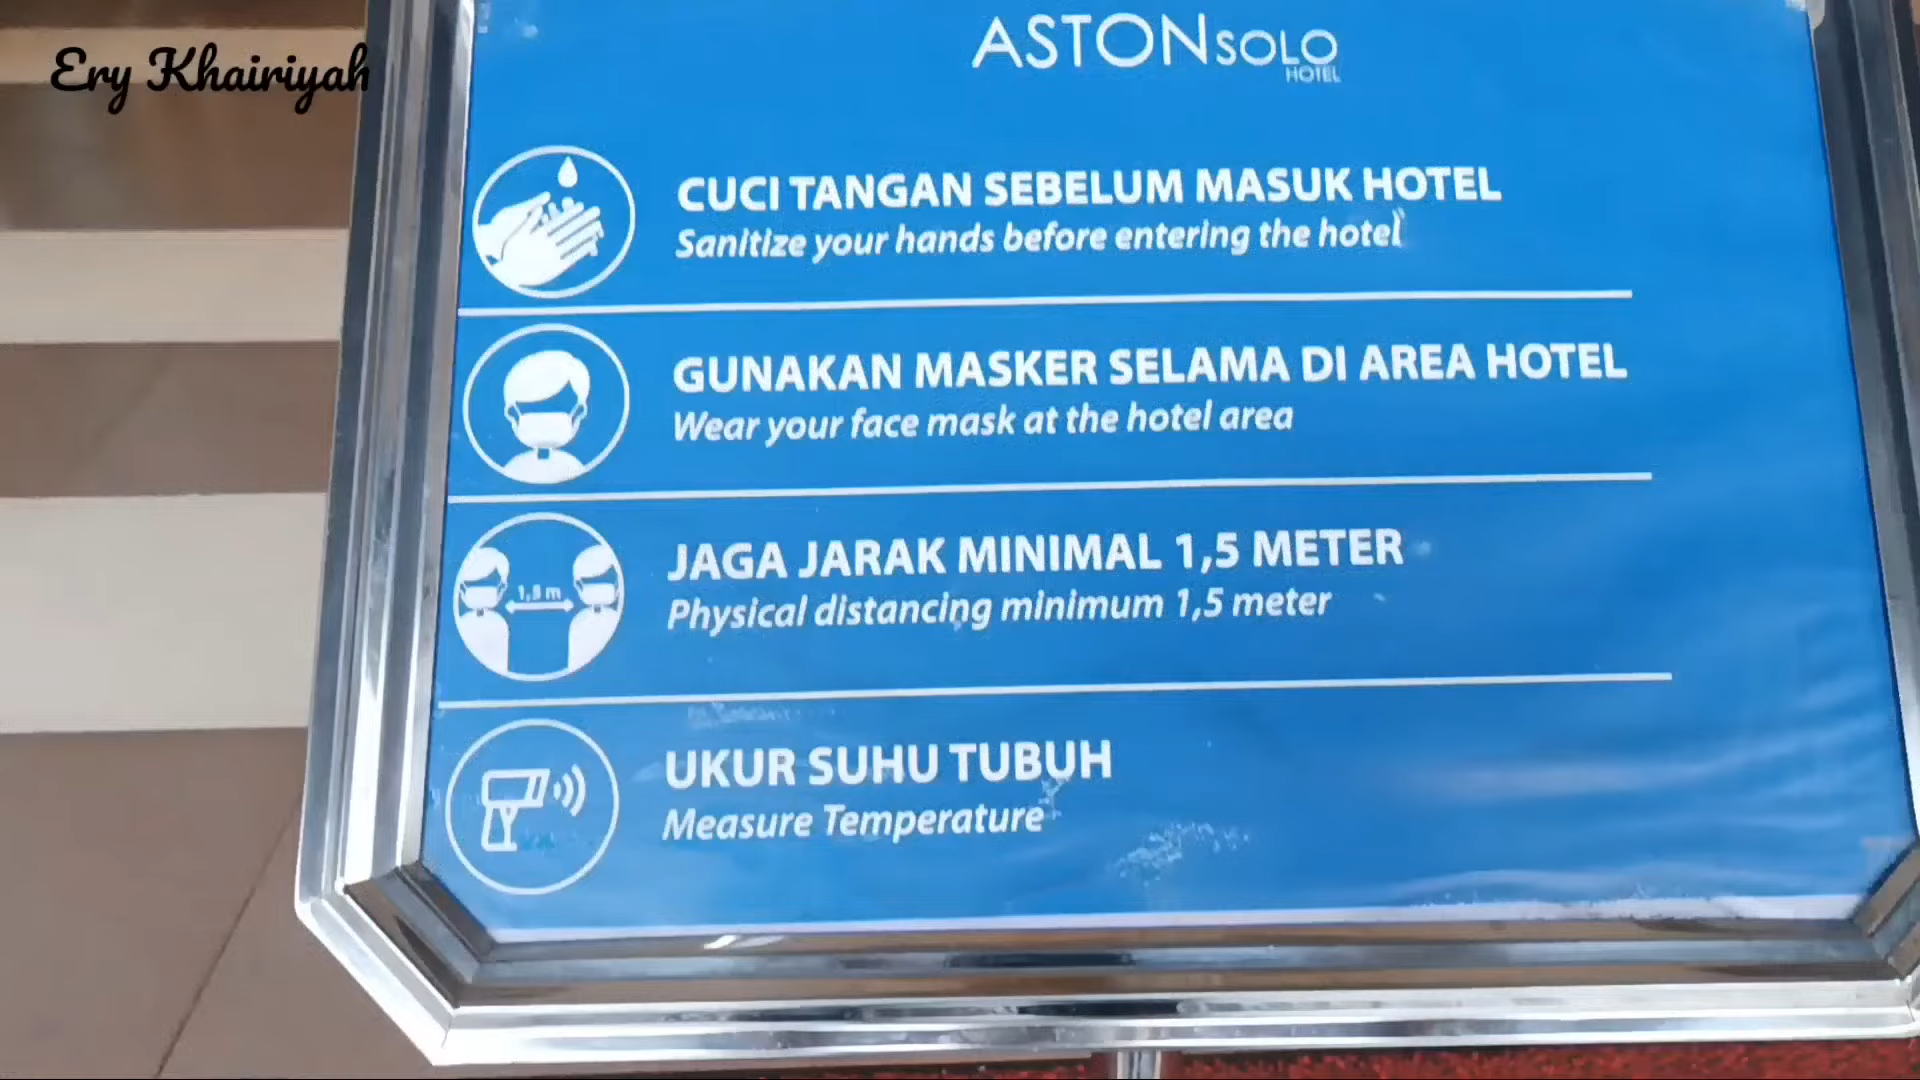 Ery Khairiyah
ASTON SOLO
HOTEL
CUCI TANGAN SEBELUM MASUK HOTEL
Sanitize your hands before entering the hotel
GUNAKAN MASKER SELAMA DI AREA HOTEL
Wear your face mask at the hotel area
1,5 m
JAGA JARAK MINIMAL 1,5 METER
Physical distancing minimum 1,5 meter
UKUR SUHU TUBUH
Measure Temperature